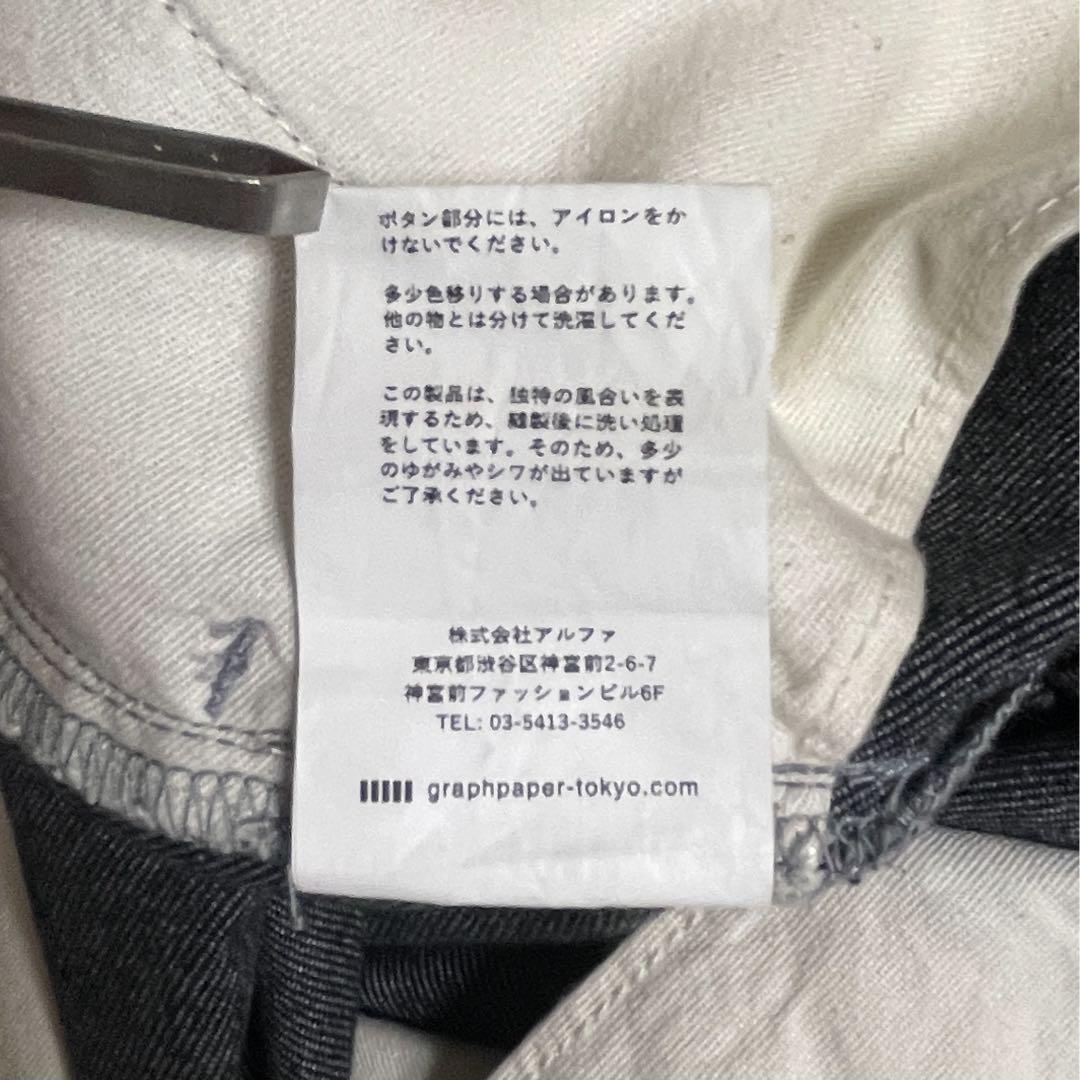 ボタン部分には、アイロンをか
けないでください。
多少色移りする場合があります。
他の物とは分けて洗濯してくだ
さい。
この製品は、独特の風合いを表
現するため、縫製後に洗い処理
をしています。そのため、多少
のゆがみやシワが出ていますが
ご了承ください。
株式会社アルファ
東京都渋谷区神宮前2-6-7
神宮前ファッションビル6F
TEL: 03-5413-3546
graphpaper-tokyo.com